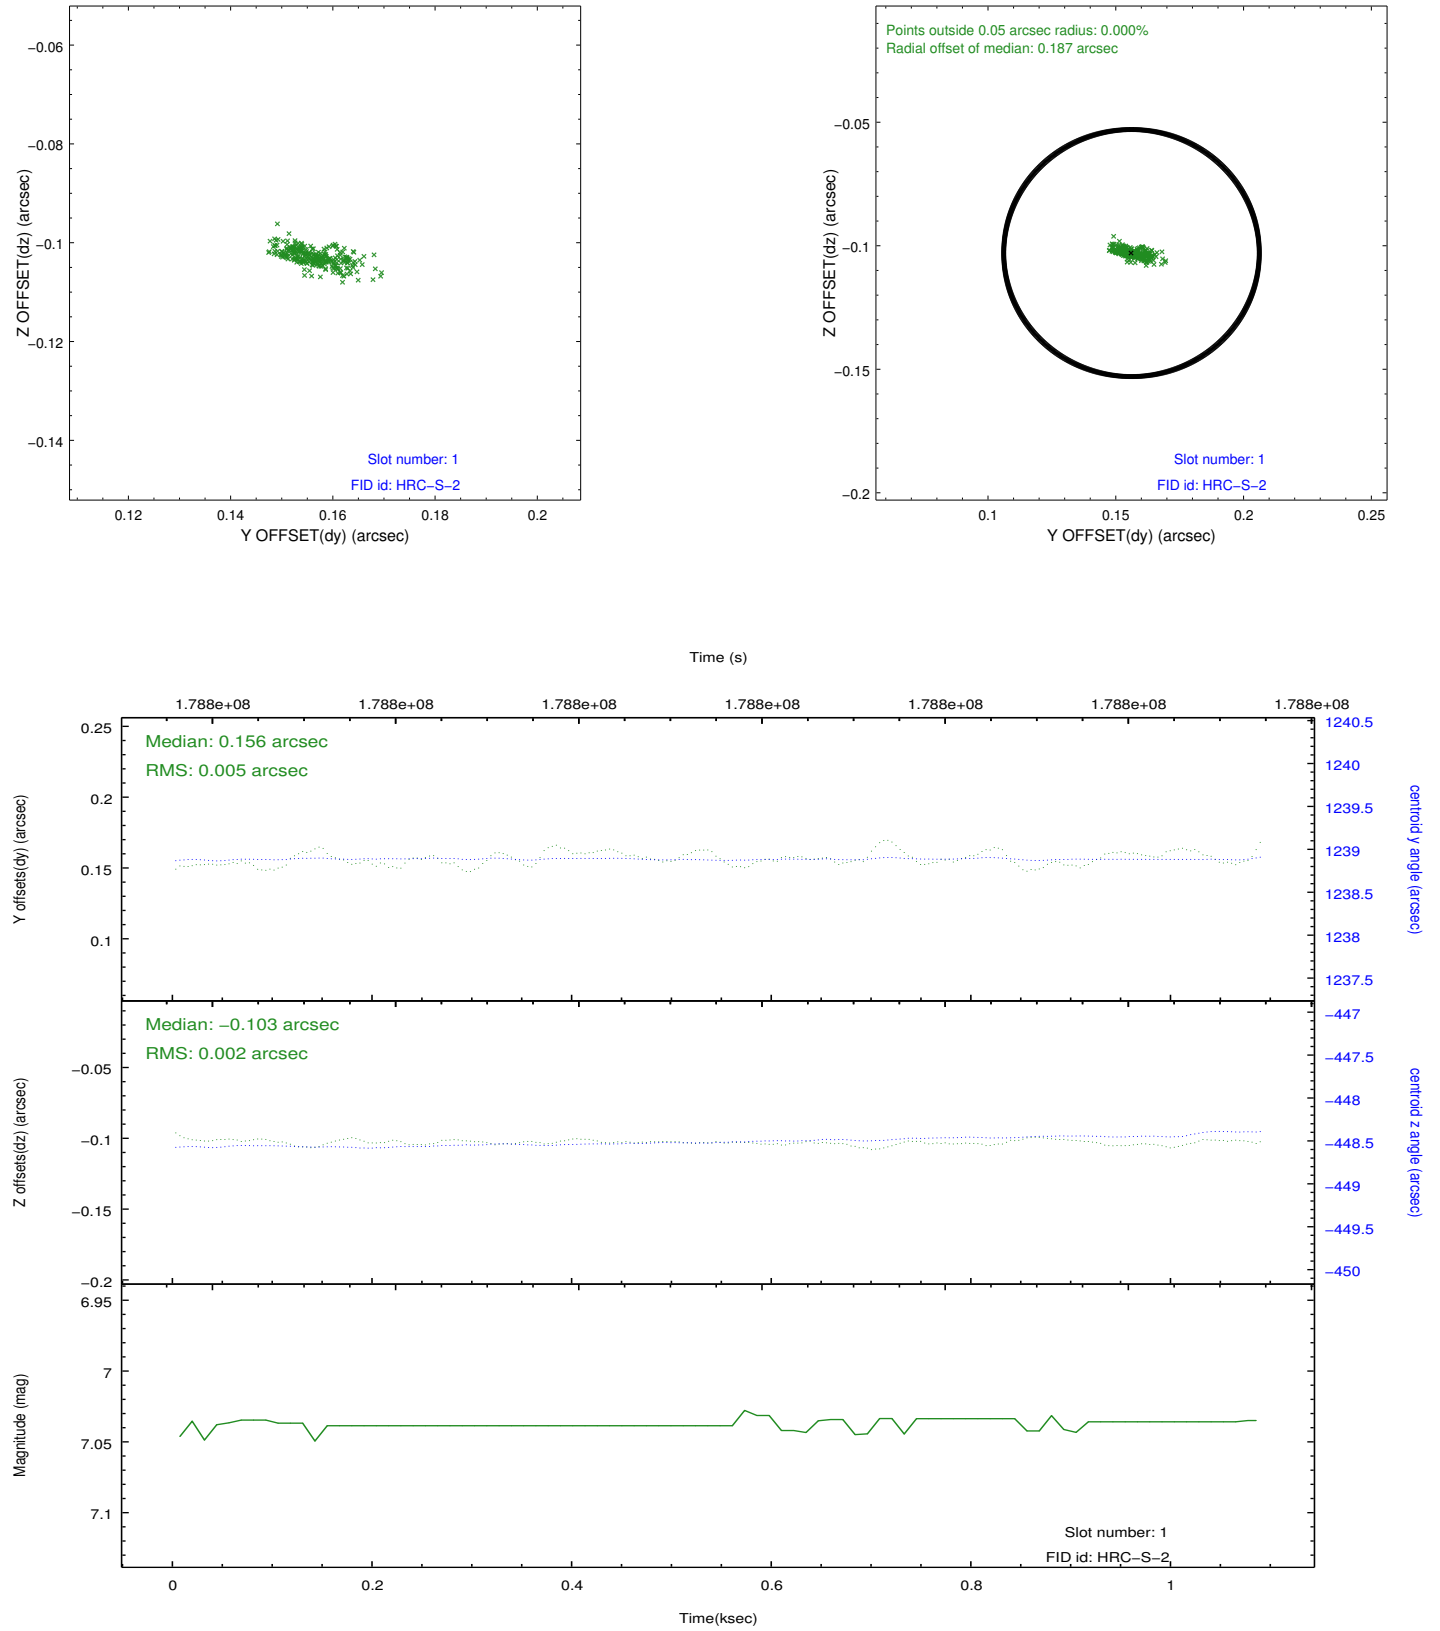 −0.06
−0.08
−0.1
−0.12
−0.14
Z OFFSET(dz) (arcsec)
Slot number: 1
FID id: HRC−S−2
0.12 0.14 0.16 0.18 0.2
Y OFFSET(dy) (arcsec)
Points outside 0.05 arcsec radius: 0.000%
Radial offset of median: 0.187 arcsec
−0.05
−0.1
−0.15
−0.2
Z OFFSET(dz) (arcsec)
Slot number: 1
FID id: HRC−S−2
0.1 0.15 0.2 0.25
Y OFFSET(dy) (arcsec)
Time (s)
1.788e+08 1.788e+08 1.788e+08 1.788e+08 1.788e+08 1.788e+08 1.788e+08
Median: 0.156 arcsec
RMS: 0.005 arcsec
0.25
0.2
0.15
0.1
Y offsets(dy) (arcsec)
1240.5
1240
1239.5
1239
1238.5
1238
1237.5
centroid y angle (arcsec)
Median: −0.103 arcsec
RMS: 0.002 arcsec
−0.05
−0.1
−0.15
−0.2
Z offsets(dz) (arcsec)
−447
−447.5
−448
−448.5
−449
−449.5
−450
centroid z angle (arcsec)
6.95
7
7.05
7.1
Magnitude (mag)
Slot number: 1
FID id: HRC−S−2
0 0.2 0.4 0.6 0.8 1
Time(ksec)